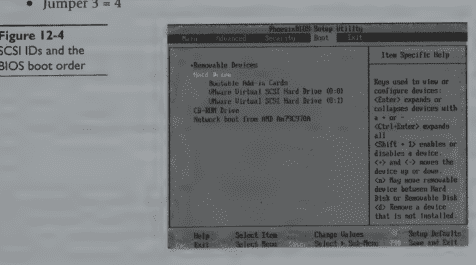 • Jumper 3 = 4
Figure 12-4
SCSI IDs and the
BIOS boot order
PhoenixBIOS Setup Utility
Main Advanced Security Boot Exit
Item Specific Help
+Removable Devices
Hard Drive
Bootable Add-in Cards
VMware Virtual SCSI Hard Drive (0:0)
VMware Virtual SCSI Hard Drive (0:1)
CD-ROM Drive
Network boot from AMD Am79C970A
Keys used to view or
configure devices:
<Enter> expands or
collapses devices with
a + or -
<Ctrl+Enter> expands
all
<Shift + 1> enables or
disables a device.
<+> and <-> moves the
device up or down.
<n> May move removable
device between Hard
Disk or Removable Disk
<d> Remove a device
that is not installed.
Help Select Item Change Values Setup Defaults
Exit Select Menu Select ▸ Sub-Menu Save and Exit